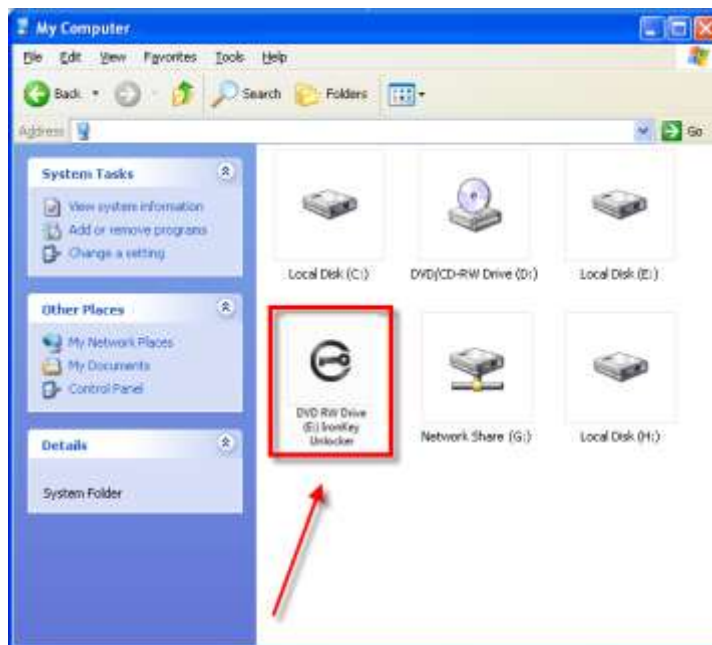 My Computer
File Edit View Favorites Tools Help
Back Search Folders
Address Go
System Tasks
View system information
Add or remove programs
Change a setting
Other Places
My Network Places
My Documents
Control Panel
Details
System Folder
Local Disk (C:) DVD/CD-RW Drive (D:) Local Disk (E:)
DVD RW Drive
(E:) IronKey
Unlocker
Network Share (G:) Local Disk (H:)